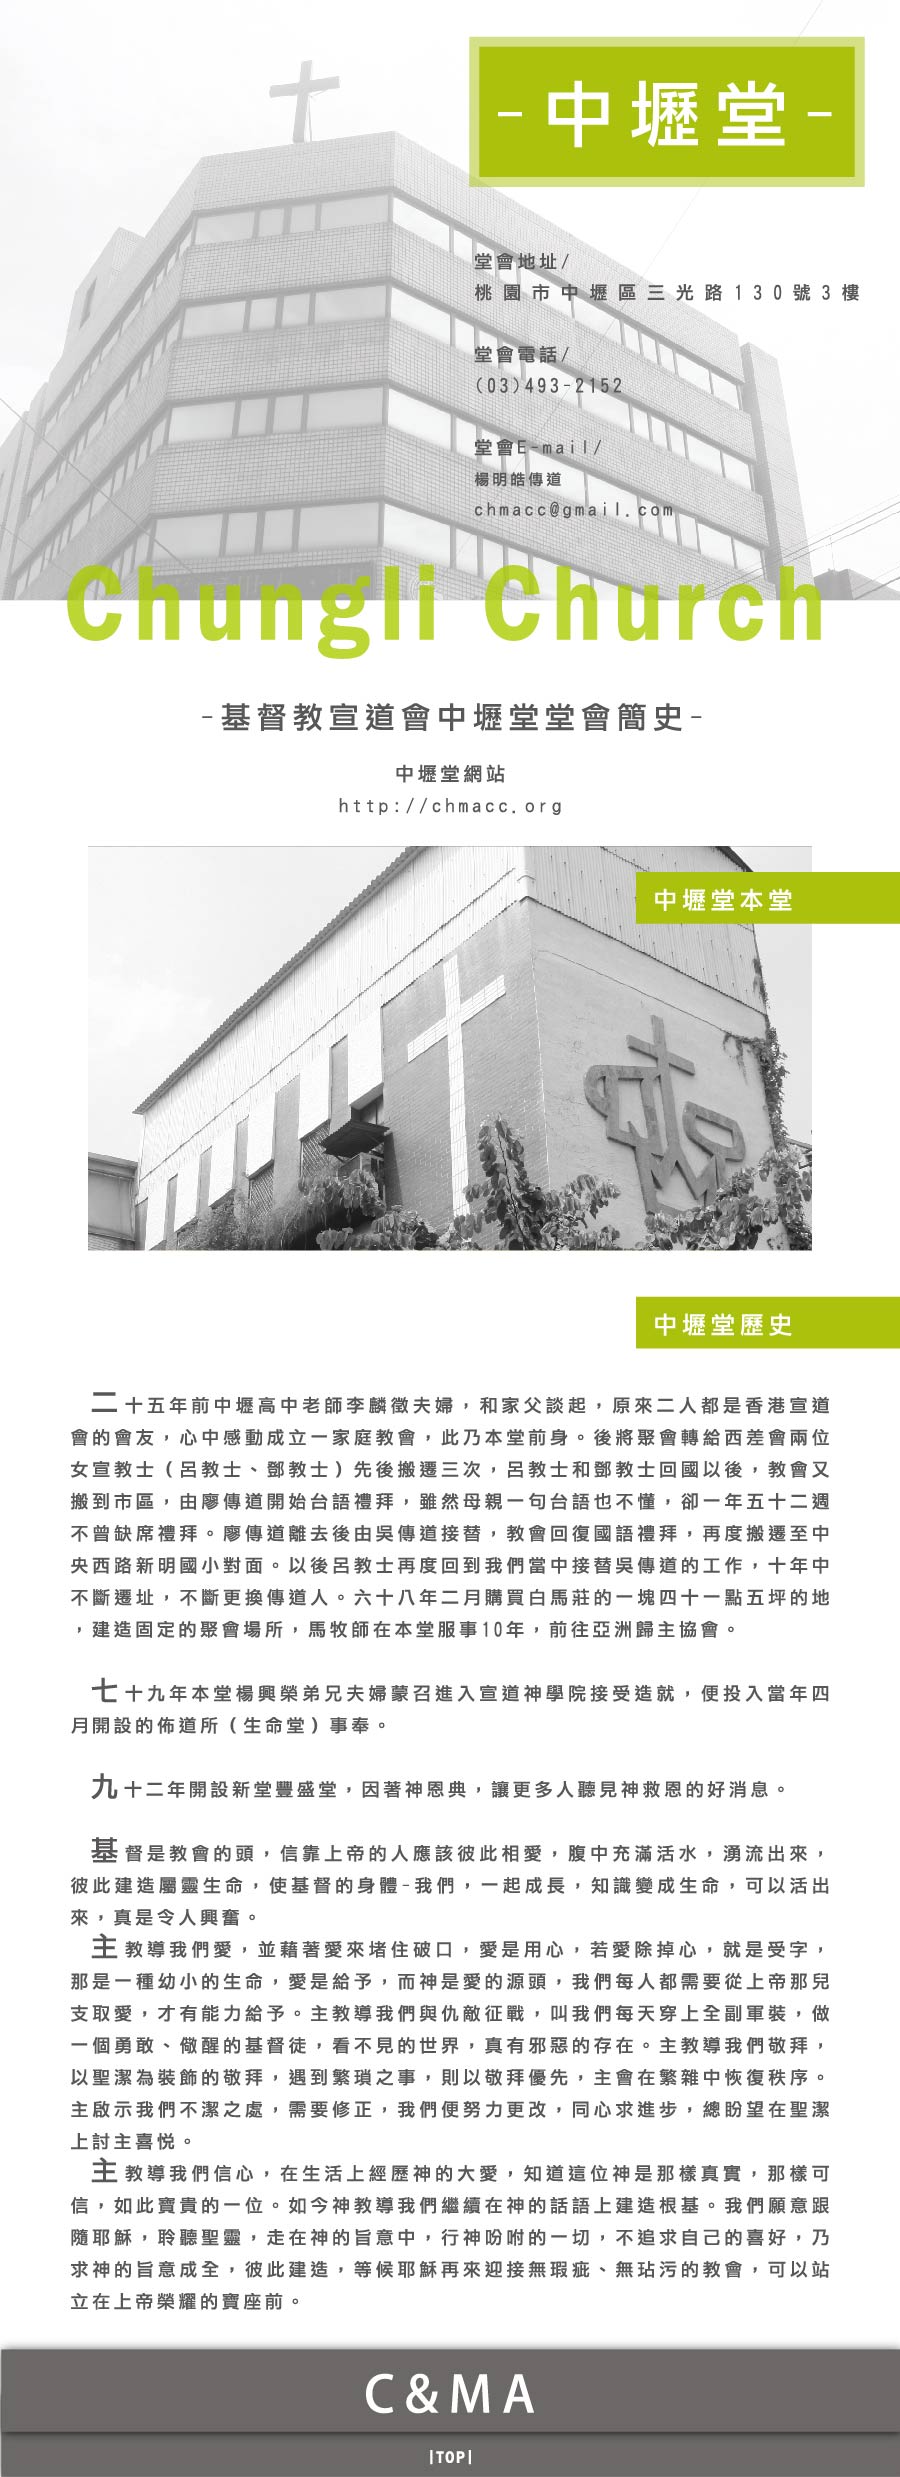 -中壢堂-
堂會地址/
桃園市中壢區三光路130號3樓
堂會電話/
(03)493-2152
堂會E-mail/
楊明皓傳道
chmacc@gmail.com
Chungli Church
-基督教宣道會中壢堂堂會簡史-
中壢堂網站
http://chmacc.org
中壢堂本堂
中壢堂歷史
二十五年前中壢高中老師李麟徵夫婦，和家父談起，原來二人都是香港宣道
會的會友，心中感動成立一家庭教會，此乃本堂前身。後將聚會轉給西差會兩位
女宣教士（呂教士、鄧教士）先後搬遷三次，呂教士和鄧教士回國以後，教會又
搬到市區，由廖傳道開始台語禮拜，雖然母親一句台語也不懂，卻一年五十二週
不曾缺席禮拜。廖傳道離去後由吳傳道接替，教會回復國語禮拜，再度搬遷至中
央西路新明國小對面。以後呂教士再度回到我們當中接替吳傳道的工作，十年中
不斷遷址，不斷更換傳道人。六十八年二月購買白馬莊的一塊四十一點五坪的地
，建造固定的聚會場所，馬牧師在本堂服事10年，前往亞洲歸主協會。
七十九年本堂楊興榮弟兄夫婦蒙召進入宣道神學院接受造就，便投入當年四
月開設的佈道所（生命堂）事奉。
九十二年開設新堂豐盛堂，因著神恩典，讓更多人聽見神救恩的好消息。
基督是教會的頭，信靠上帝的人應該彼此相愛，腹中充滿活水，湧流出來，
彼此建造屬靈生命，使基督的身體-我們，一起成長，知識變成生命，可以活出
來，真是令人興奮。
主教導我們愛，並藉著愛來堵住破口，愛是用心，若愛除掉心，就是受字，
那是一種幼小的生命，愛是給予，而神是愛的源頭，我們每人都需要從上帝那兒
支取愛，才有能力給予。主教導我們與仇敵征戰，叫我們每天穿上全副軍裝，做
一個勇敢、儆醒的基督徒，看不見的世界，真有邪惡的存在。主教導我們敬拜，
以聖潔為裝飾的敬拜，遇到繁瑣之事，則以敬拜優先，主會在繁雜中恢復秩序。
主啟示我們不潔之處，需要修正，我們便努力更改，同心求進步，總盼望在聖潔
上討主喜悅。
主教導我們信心，在生活上經歷神的大愛，知道這位神是那樣真實，那樣可
信，如此寶貴的一位。如今神教導我們繼續在神的話語上建造根基。我們願意跟
隨耶穌，聆聽聖靈，走在神的旨意中，行神吩咐的一切，不追求自己的喜好，乃
求神的旨意成全，彼此建造，等候耶穌再來迎接無瑕疵、無玷污的教會，可以站
立在上帝榮耀的寶座前。
C&MA
|TOP|